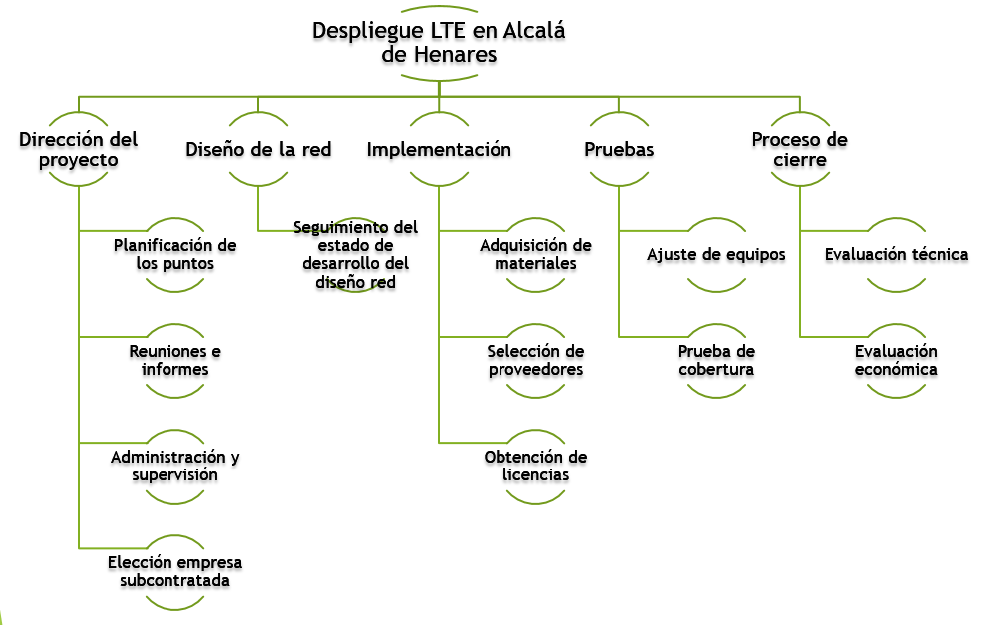 Despliegue LTE en Alcalá
de Henares
Dirección del
proyecto
Diseño de la red
Implementación
Pruebas
Proceso de
cierre
Planificación de
los puntos
Reuniones e
informes
Administración y
supervisión
Elección empresa
subcontratada
Seguimiento del
estado de
desarrollo del
diseño red
Adquisición de
materiales
Selección de
proveedores
Obtención de
licencias
Ajuste de equipos
Prueba de
cobertura
Evaluación técnica
Evaluación
económica